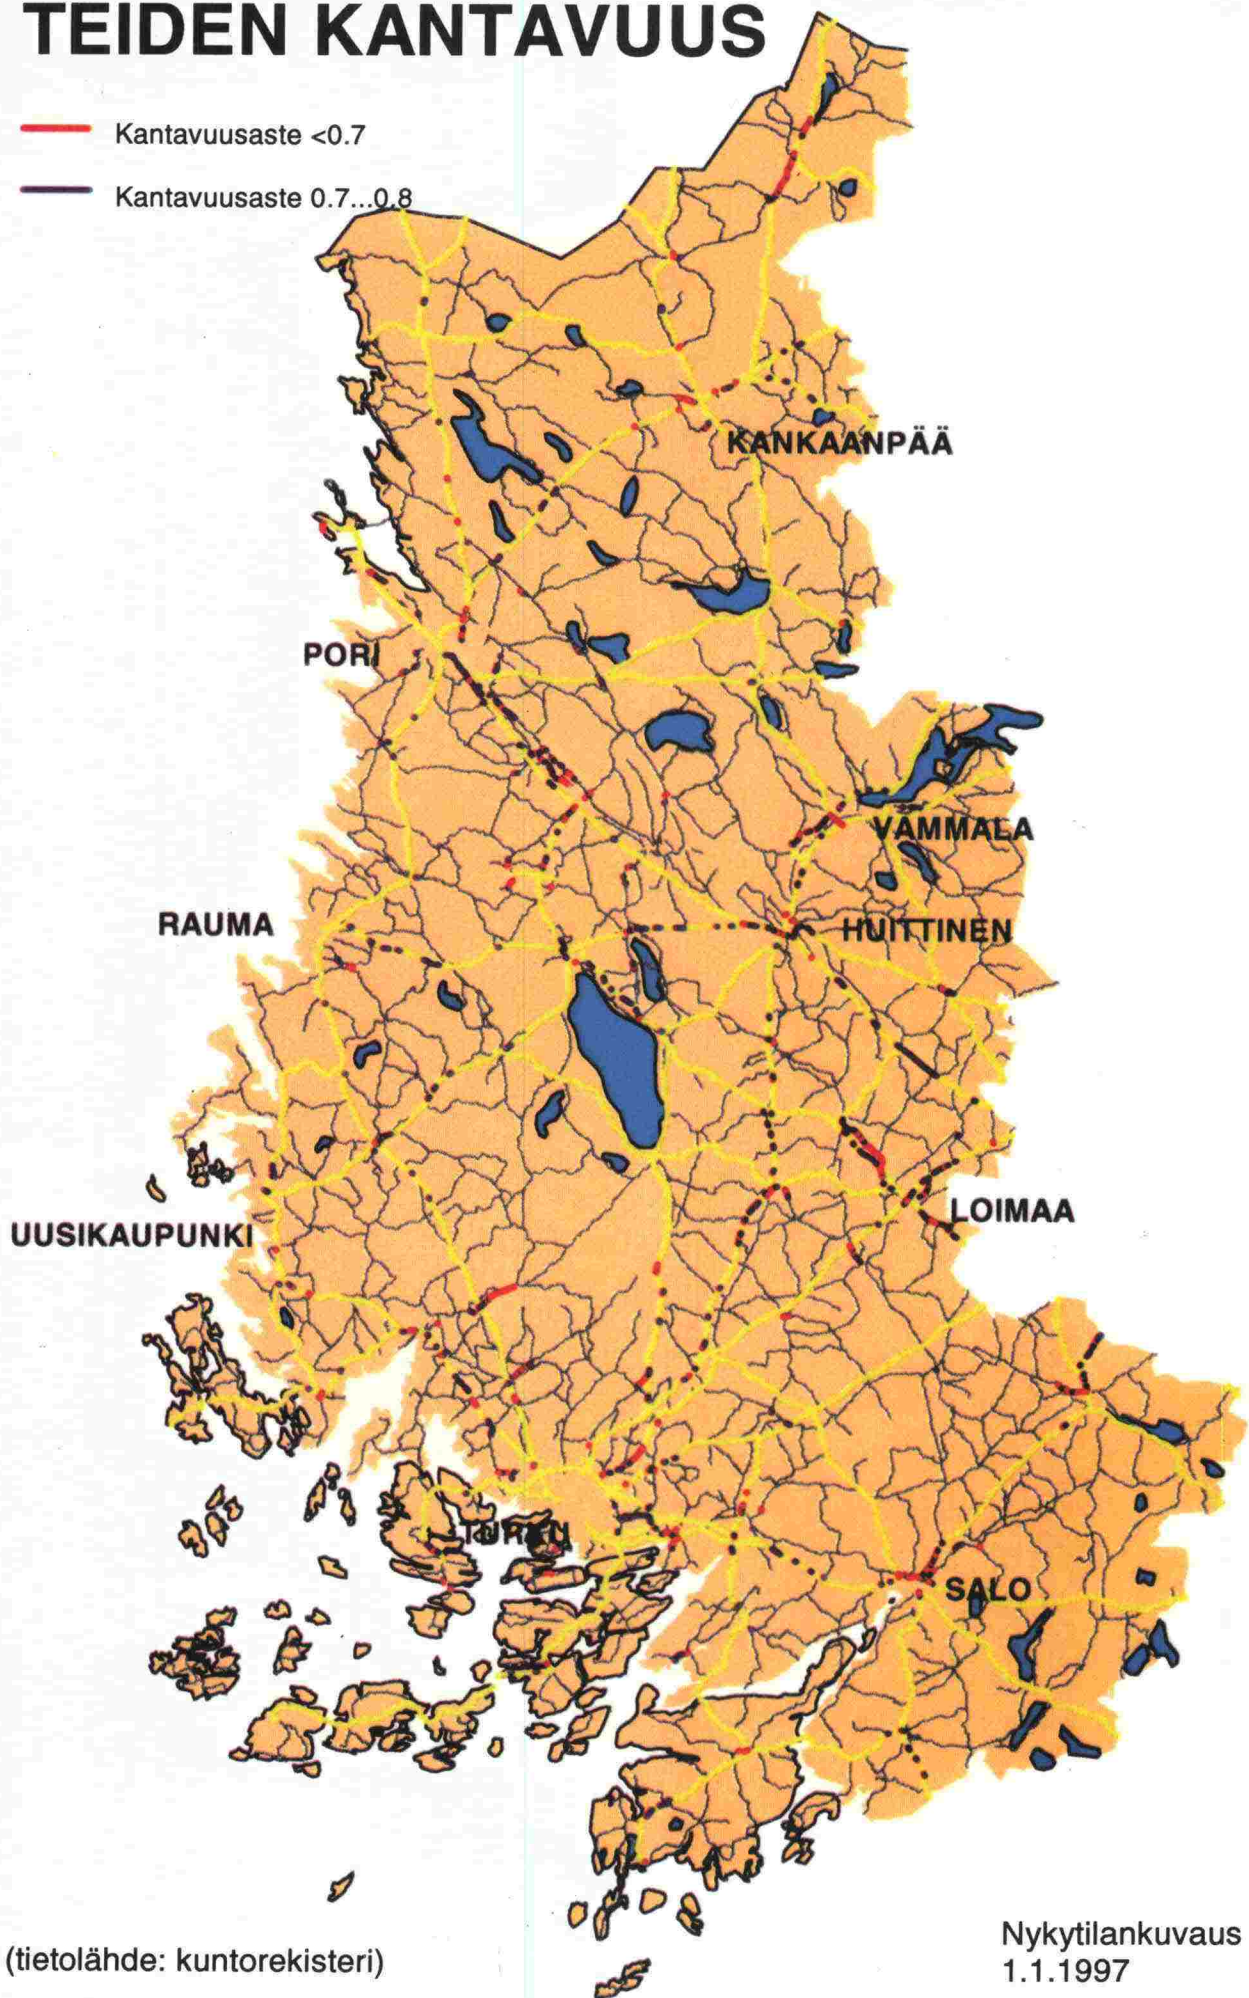 TEIDEN KANTAVUUS
Kantavuusaste <0.7
Kantavuusaste 0.7...0.8
KANKAANPÄÄ
PORI
VAMMALA
RAUMA
HUITTINEN
LOIMAA
UUSIKAUPUNKI
TURKU
SALO
(tietolähde: kuntorekisteri)
Nykytilankuvaus
1.1.1997